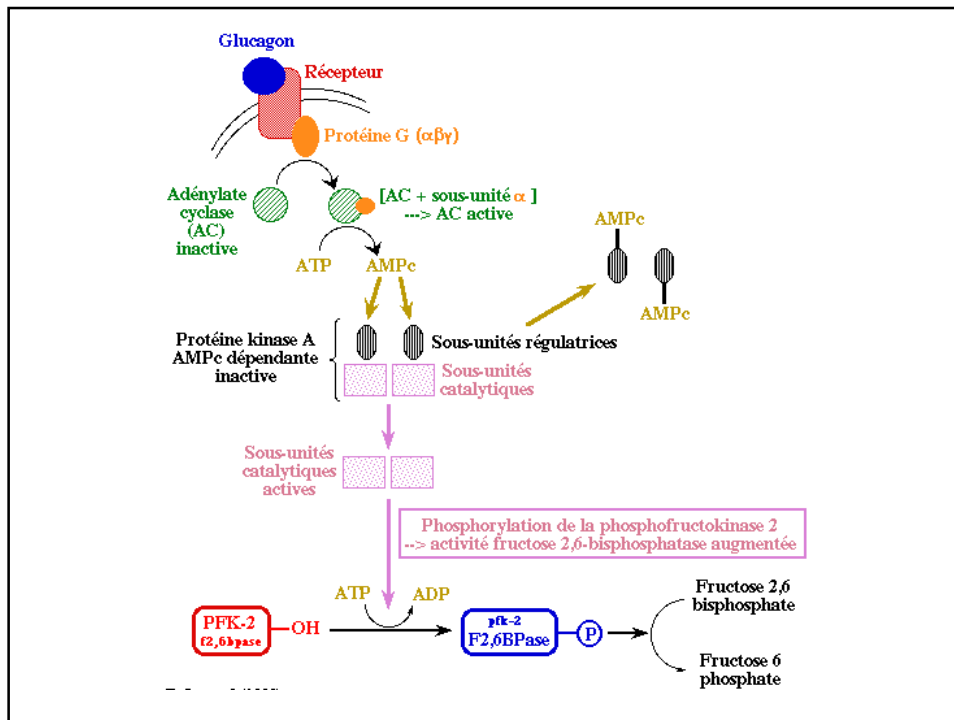 Glucagon
Récepteur
Protéine G (αβγ)
Adénylate
cyclase
(AC)
inactive
[AC + sous-unité α ]
---> AC active
ATP
AMPc
AMPc
AMPc
Protéine kinase A
AMPc dépendante
inactive
Sous-unités régulatrices
Sous-unités
catalytiques
Sous-unités
catalytiques
actives
Phosphorylation de la phosphofructokinase 2
--> activité fructose 2,6-bisphosphatase augmentée
ATP
ADP
PFK-2
f2,6bpase
OH
pfk-2
F2,6BPase
P
Fructose 2,6
bisphosphate
Fructose 6
phosphate